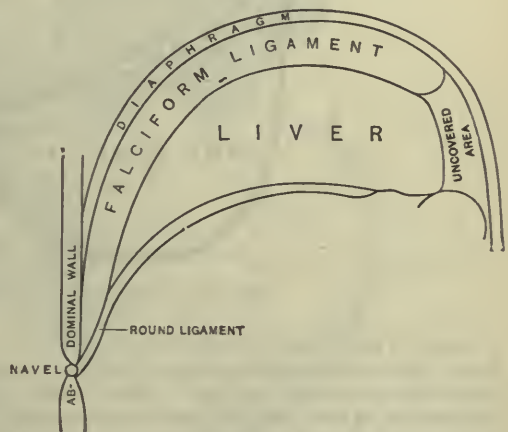 DIAPHRAGM
FALCIFORM LIGAMENT
LIVER
UNCOVERED
AREA
AB-
DOMINAL WALL
ROUND LIGAMENT
NAVEL